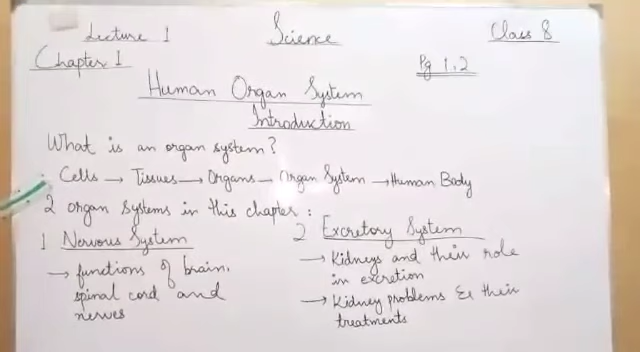 Lecture 1 Science Class 8
Chapter 1 Pg 1,2
Human Organ System
Introduction
What is an organ system?
Cells → Tissues → Organs → Organ System → Human Body
2 organ systems in this chapter :
1 Nervous System
→ functions of brain,
spinal cord and
nerves
2 Excretory System
→ Kidneys and their role
in excretion
→ Kidney problems & their
treatments